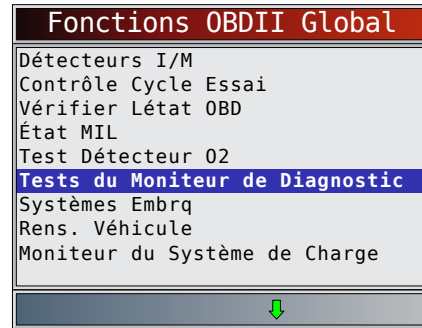 Fonctions OBDII Global
Détecteurs I/M
Contrôle Cycle Essai
Vérifier Létat OBD
État MIL
Test Détecteur O2
Tests du Moniteur de Diagnostic
Systèmes Embrq
Rens. Véhicule
Moniteur du Système de Charge